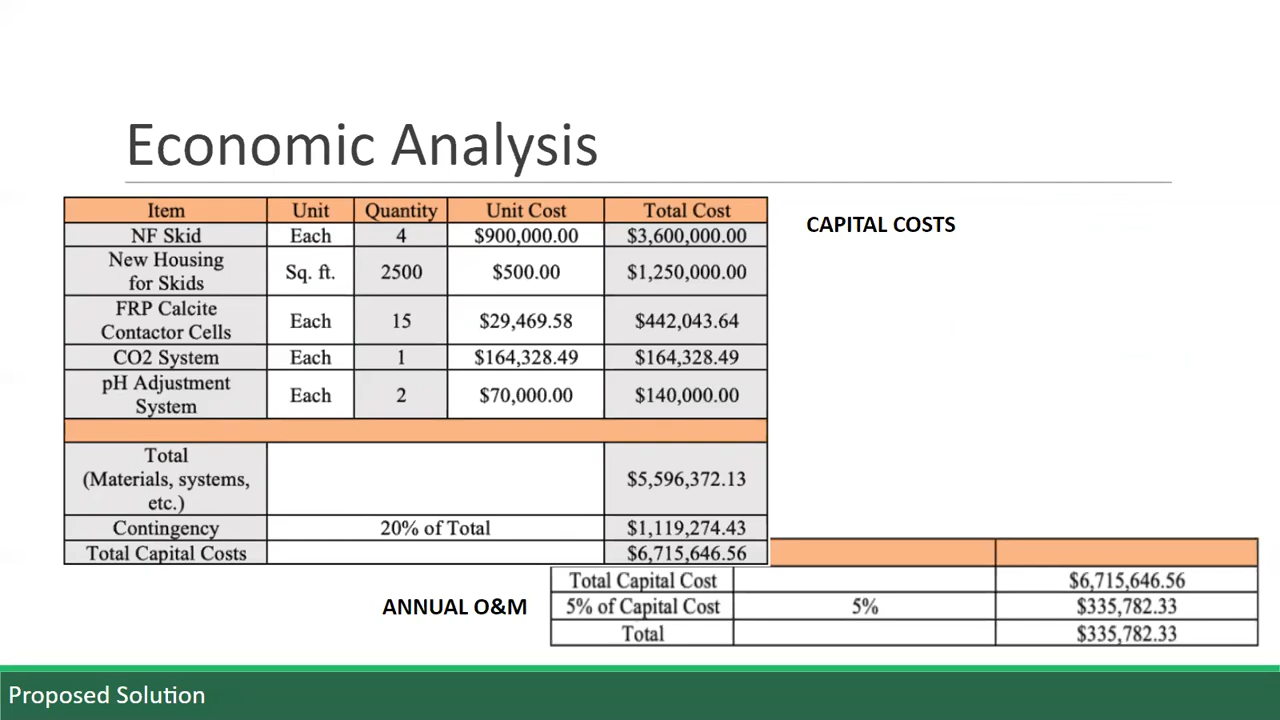 Economic Analysis
Item Unit Quantity Unit Cost Total Cost
NF Skid Each 4 $900,000.00 $3,600,000.00
New Housing
for Skids Sq. ft. 2500 $500.00 $1,250,000.00
FRP Calcite
Contactor Cells Each 15 $29,469.58 $442,043.64
CO2 System Each 1 $164,328.49 $164,328.49
pH Adjustment
System Each 2 $70,000.00 $140,000.00
Total
(Materials, systems,
etc.) $5,596,372.13
Contingency 20% of Total $1,119,274.43
Total Capital Costs $6,715,646.56
CAPITAL COSTS
ANNUAL O&M
Total Capital Cost $6,715,646.56
5% of Capital Cost 5% $335,782.33
Total $335,782.33
Proposed Solution